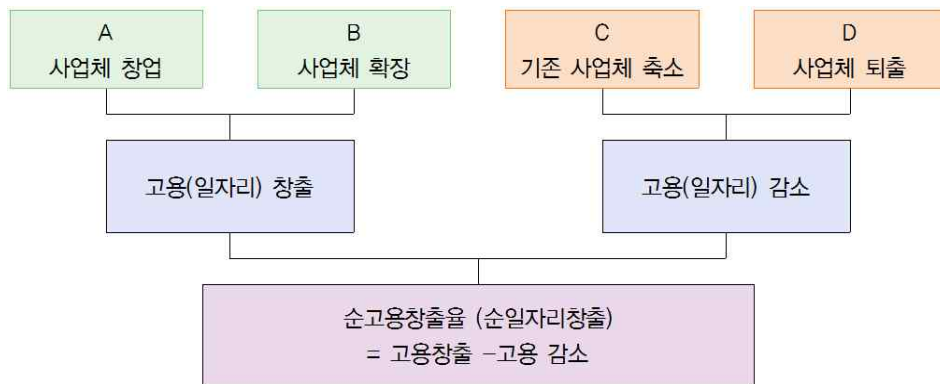 A
사업체 창업
B
사업체 확장
C
기존 사업체 축소
D
사업체 퇴출
고용(일자리) 창출
고용(일자리) 감소
순고용창출율 (순일자리창출)
= 고용창출 −고용 감소